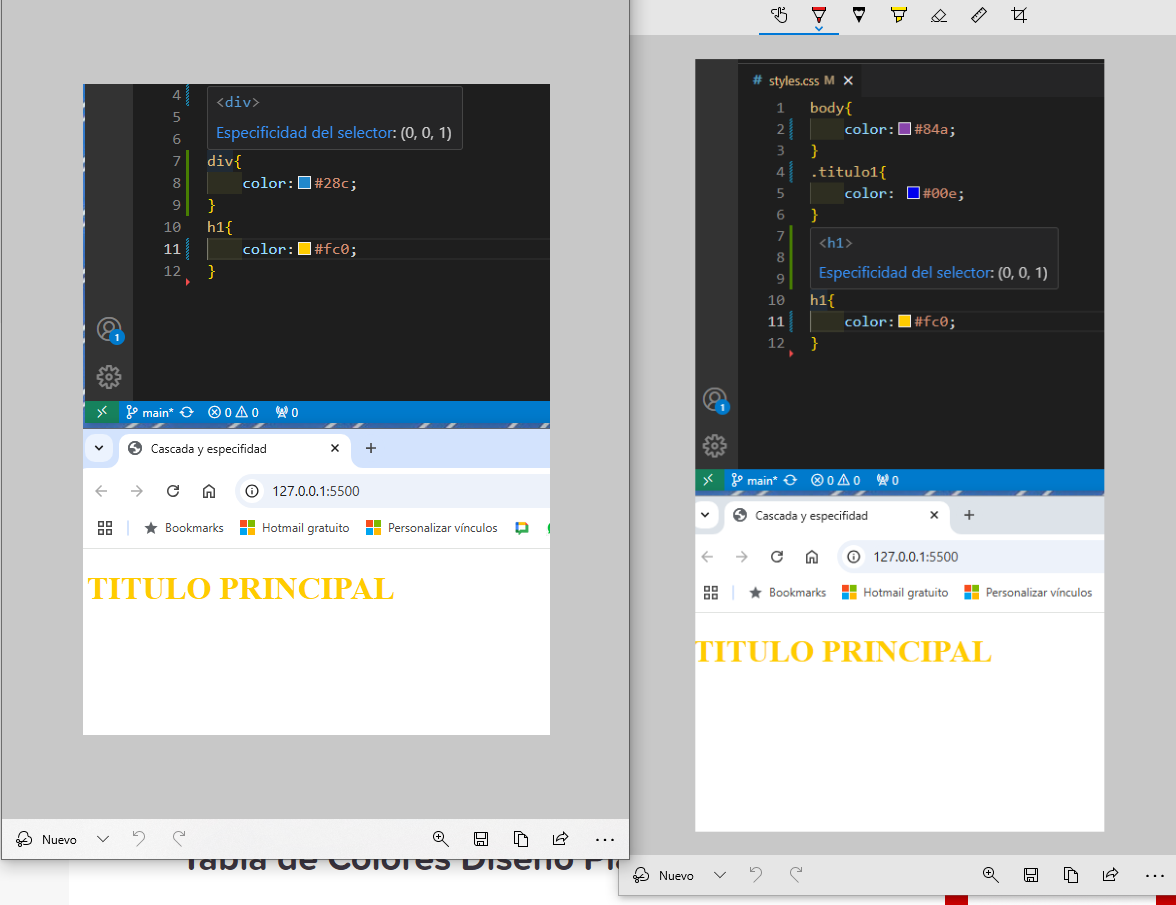 4
<div>
5
6
Especificidad del selector: (0, 0, 1)
7 div{
8 color: #28c;
9 }
10 h1{
11 color: #fc0;
12 }
1
main* 0 0 0
Cascada y especifidad
127.0.0.1:5500
Bookmarks Hotmail gratuito Personalizar vínculos
TITULO PRINCIPAL
Nuevo
# styles.css M
1 body{
2 color: #84a;
3 }
4 .titulo1{
5 color: #00e;
6 }
7
<h1>
8
Especificidad del selector: (0, 0, 1)
9
10 h1{
11 color: #fc0;
12 }
1
main* 0 0 0
Cascada y especifidad
127.0.0.1:5500
Bookmarks Hotmail gratuito Personalizar vínculos
TITULO PRINCIPAL
Nuevo
Tabla de Colores Diseño